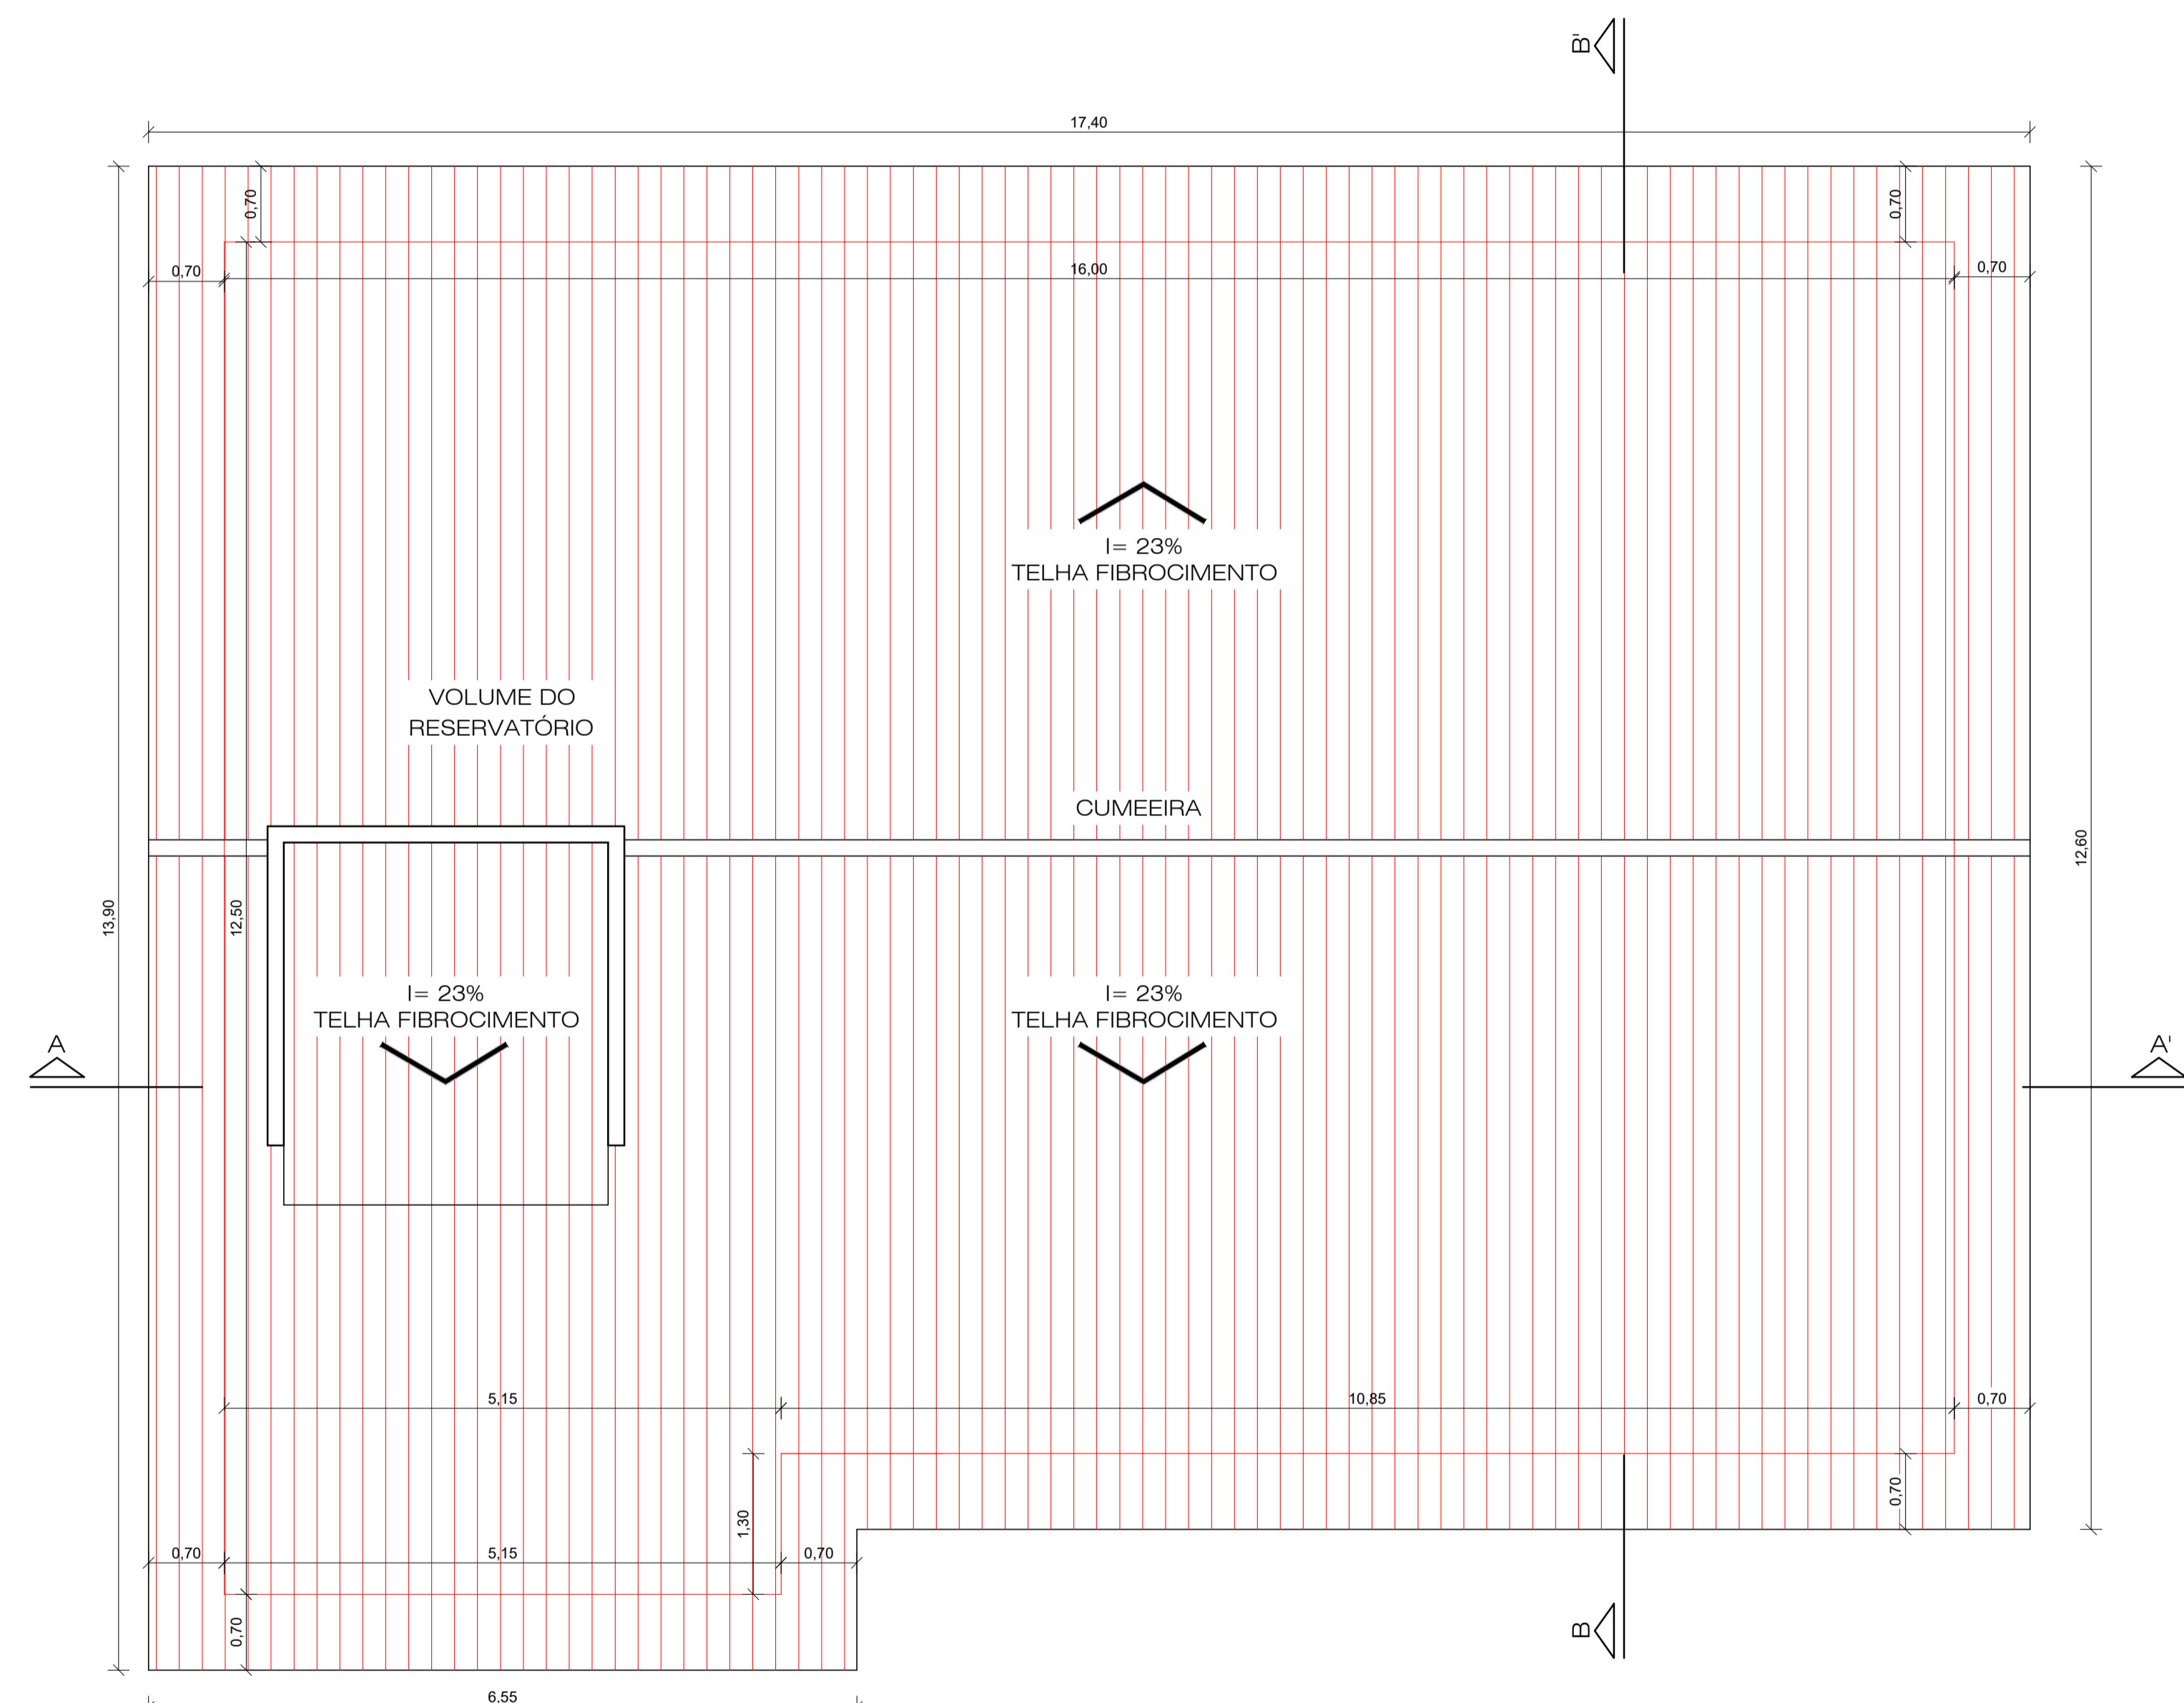 B'
17,40
0,70
0,70
0,70
16,00
0,70
I= 23%
TELHA FIBROCIMENTO
VOLUME DO
RESERVATÓRIO
CUMEEIRA
12,60
13,90
12,50
I= 23%
TELHA FIBROCIMENTO
I= 23%
TELHA FIBROCIMENTO
A
A'
5,15
10,85
0,70
0,70
1,30
0,70
5,15
0,70
0,70
B
6,55